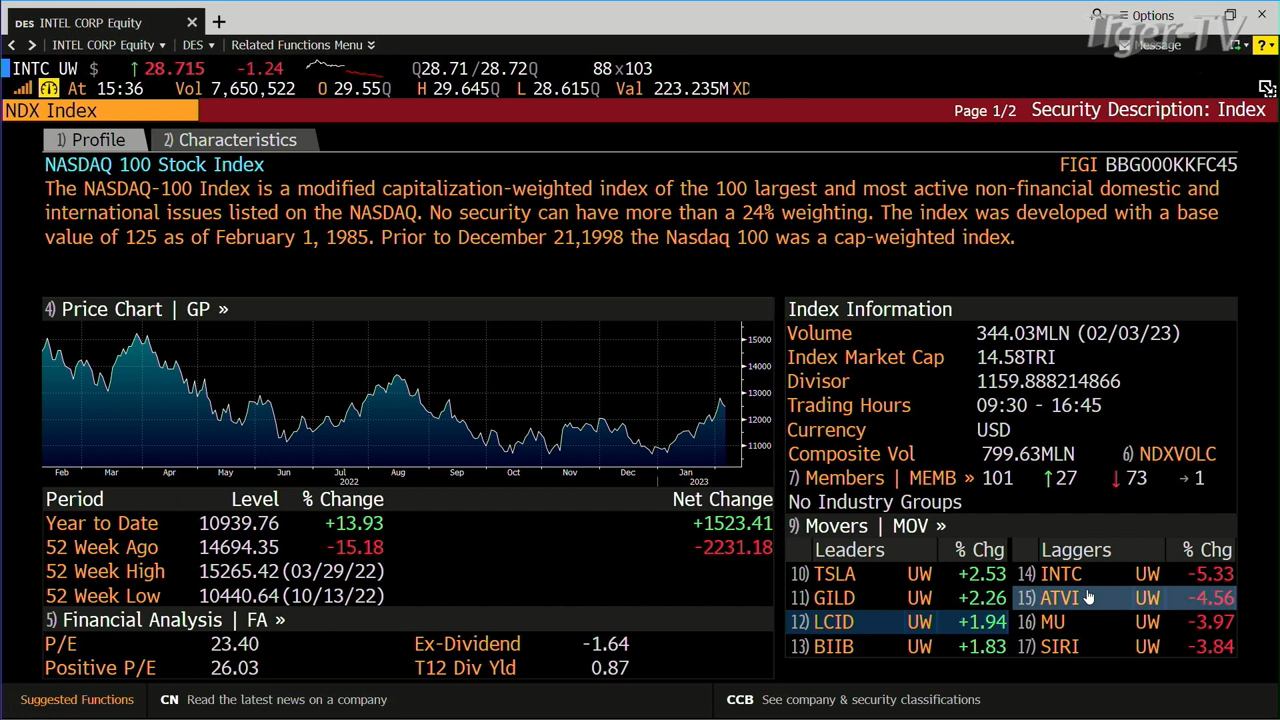 DES INTEL CORP Equity
Options
Tiger-TV
INTEL CORP Equity DES Related Functions Menu
Message
INTC UW $ ↑28.715 -1.24 Q28.71/28.72Q 88x103
At 15:36 Vol 7,650,522 O 29.55Q H 29.645Q L 28.615Q Val 223.235M XD
NDX Index Page 1/2 Security Description: Index
1) Profile 2) Characteristics
NASDAQ 100 Stock Index FIGI BBG000KKFC45
The NASDAQ-100 Index is a modified capitalization-weighted index of the 100 largest and most active non-financial domestic and
international issues listed on the NASDAQ. No security can have more than a 24% weighting. The index was developed with a base
value of 125 as of February 1, 1985. Prior to December 21,1998 the Nasdaq 100 was a cap-weighted index.
4) Price Chart | GP »
15000
14000
13000
12000
11000
Feb Mar Apr May Jun Jul Aug Sep Oct Nov Dec Jan
2022 2023
Period Level % Change Net Change
Year to Date 10939.76 +13.93 +1523.41
52 Week Ago 14694.35 -15.18 -2231.18
52 Week High 15265.42 (03/29/22)
52 Week Low 10440.64 (10/13/22)
5) Financial Analysis | FA »
P/E 23.40 Ex-Dividend -1.64
Positive P/E 26.03 T12 Div Yld 0.87
Index Information
Volume 344.03MLN (02/03/23)
Index Market Cap 14.58TRI
Divisor 1159.888214866
Trading Hours 09:30 - 16:45
Currency USD
Composite Vol 799.63MLN 6) NDXVOLC
7) Members | MEMB » 101 ↑27 ↓73 →1
No Industry Groups
9) Movers | MOV »
Leaders % Chg Laggers % Chg
10) TSLA UW +2.53 14) INTC UW -5.33
11) GILD UW +2.26 15) ATVI UW -4.56
12) LCID UW +1.94 16) MU UW -3.97
13) BIIB UW +1.83 17) SIRI UW -3.84
Suggested Functions CN Read the latest news on a company CCB See company & security classifications